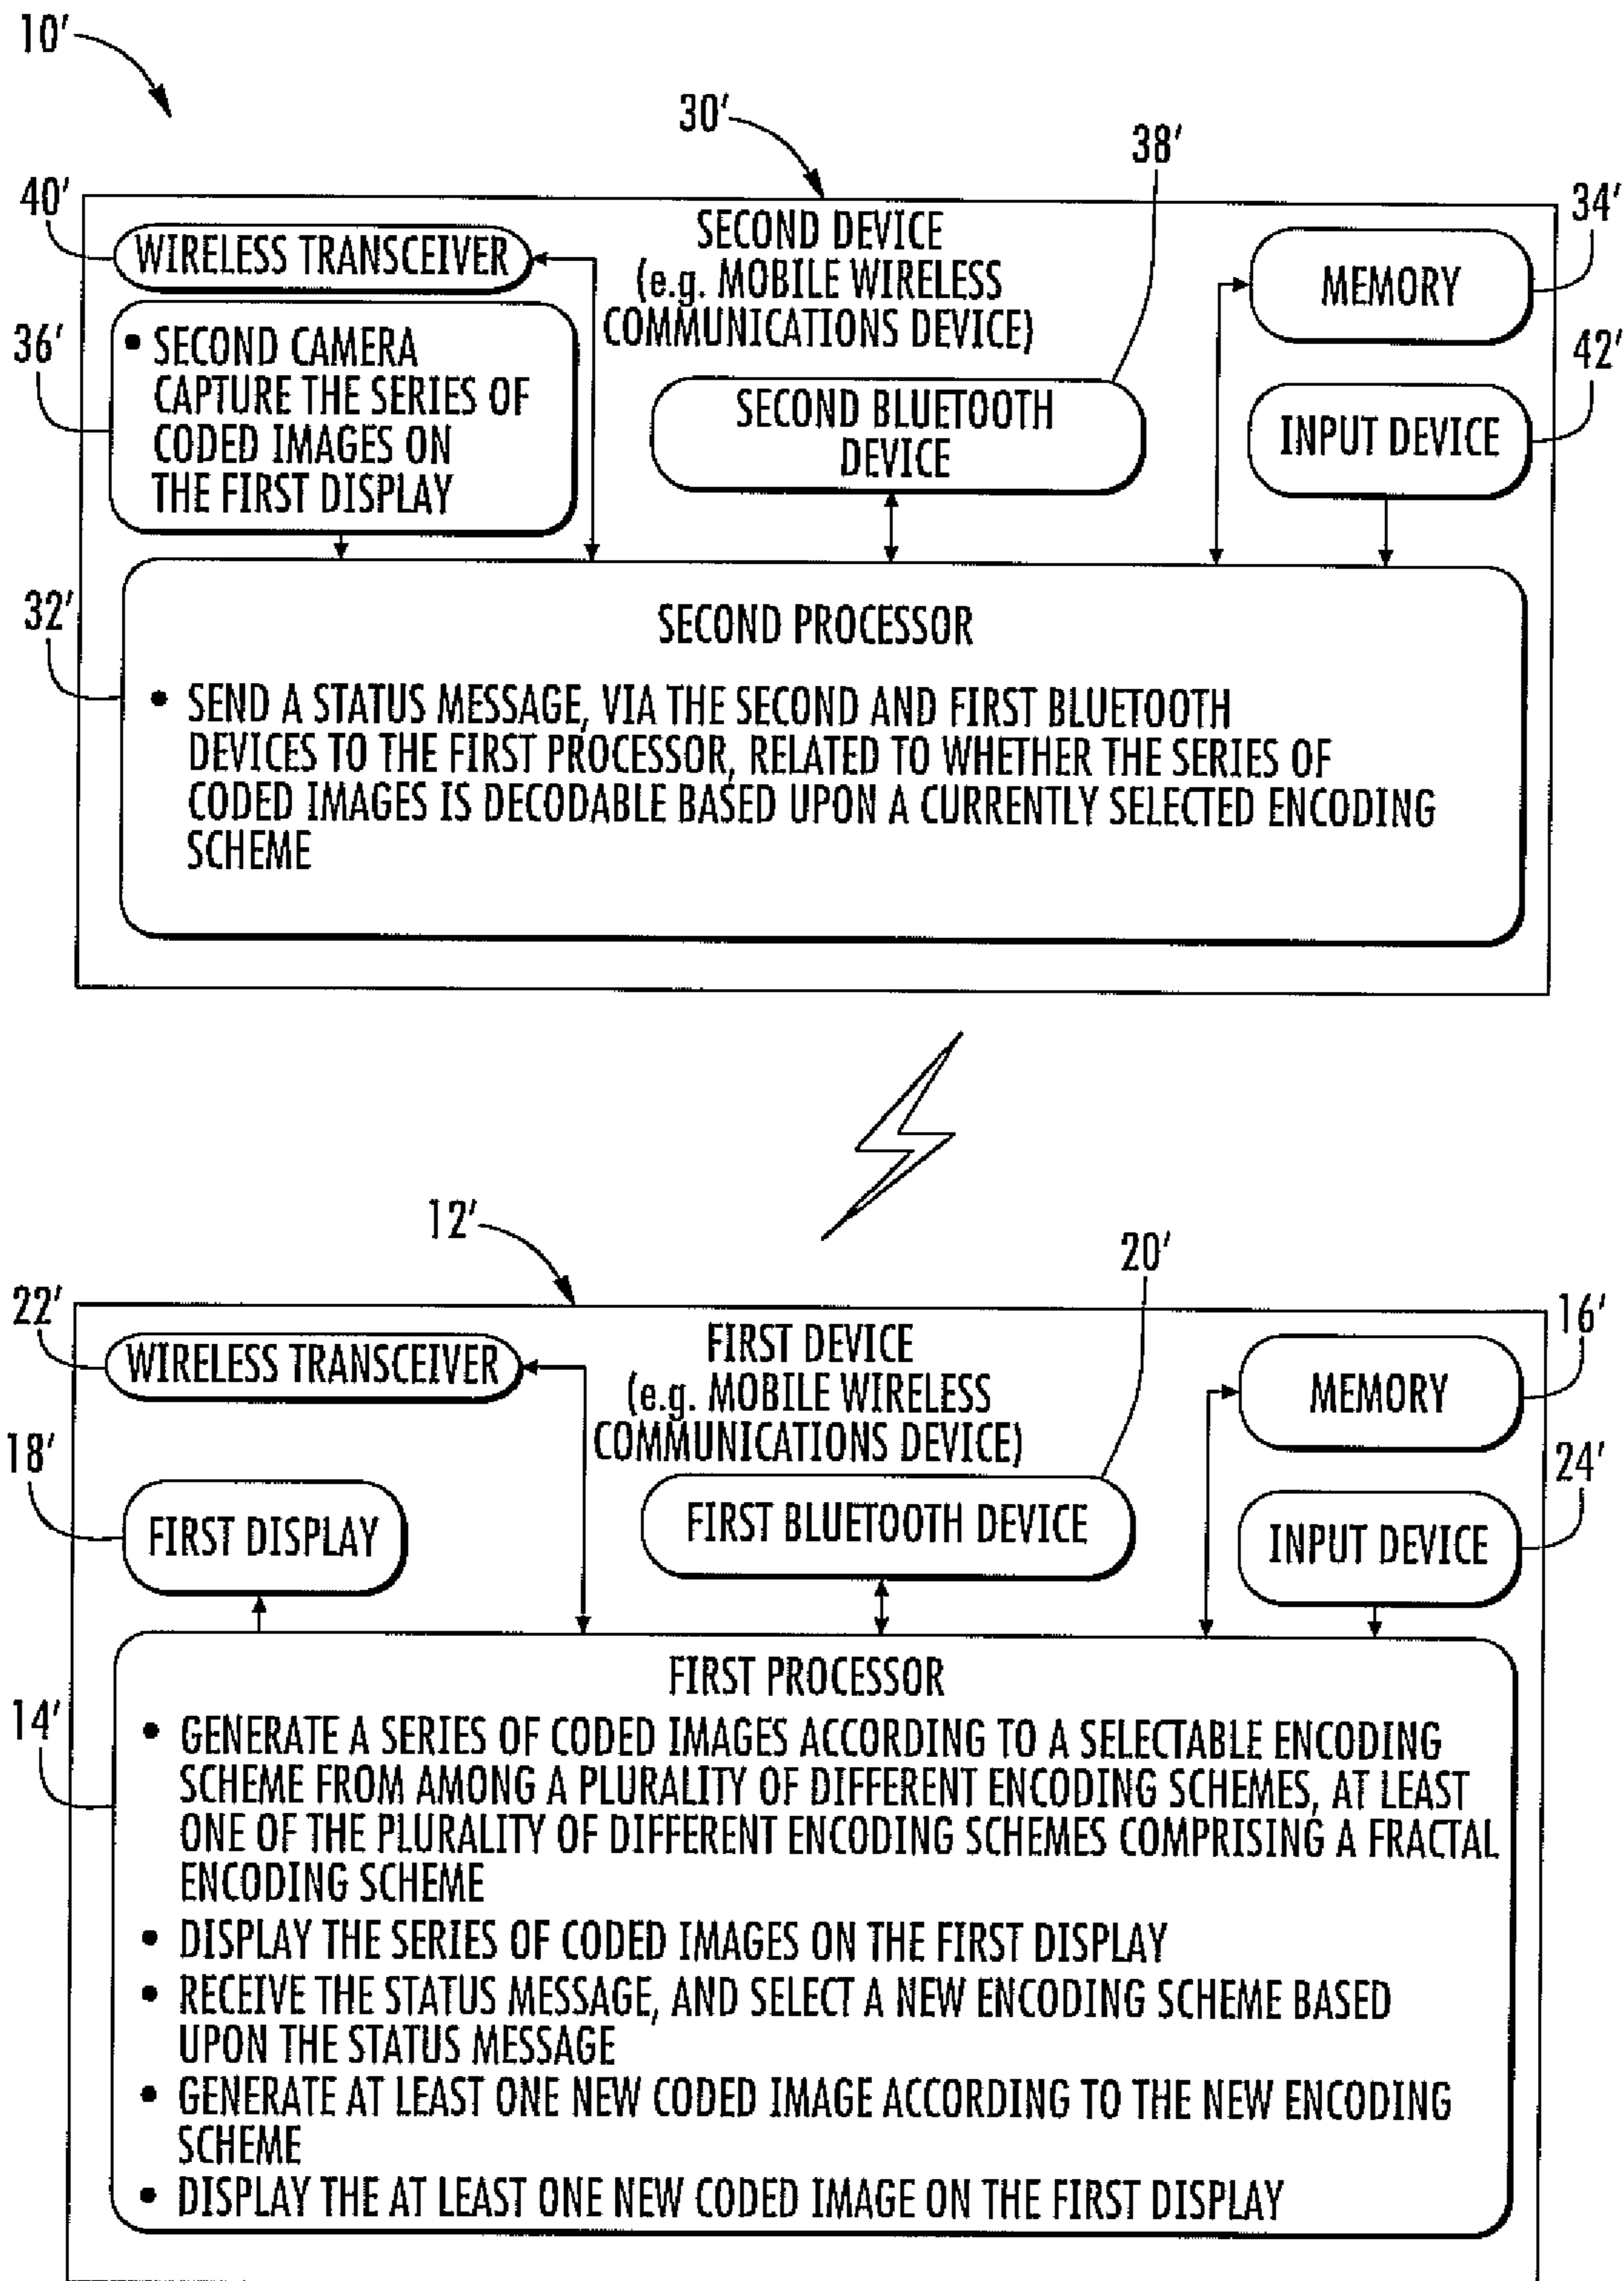 10'
30'
38'
40'
34'
WIRELESS TRANSCEIVER
SECOND DEVICE
(e.g. MOBILE WIRELESS
COMMUNICATIONS DEVICE)
MEMORY
36'
• SECOND CAMERA
CAPTURE THE SERIES OF
CODED IMAGES ON
THE FIRST DISPLAY
42'
SECOND BLUETOOTH
DEVICE
INPUT DEVICE
32'
SECOND PROCESSOR
• SEND A STATUS MESSAGE, VIA THE SECOND AND FIRST BLUETOOTH
DEVICES TO THE FIRST PROCESSOR, RELATED TO WHETHER THE SERIES OF
CODED IMAGES IS DECODABLE BASED UPON A CURRENTLY SELECTED ENCODING
SCHEME
12'
20'
22'
16'
WIRELESS TRANSCEIVER
FIRST DEVICE
(e.g. MOBILE WIRELESS
COMMUNICATIONS DEVICE)
MEMORY
18'
24'
FIRST DISPLAY
FIRST BLUETOOTH DEVICE
INPUT DEVICE
14'
FIRST PROCESSOR
• GENERATE A SERIES OF CODED IMAGES ACCORDING TO A SELECTABLE ENCODING
SCHEME FROM AMONG A PLURALITY OF DIFFERENT ENCODING SCHEMES, AT LEAST
ONE OF THE PLURALITY OF DIFFERENT ENCODING SCHEMES COMPRISING A FRACTAL
ENCODING SCHEME
• DISPLAY THE SERIES OF CODED IMAGES ON THE FIRST DISPLAY
• RECEIVE THE STATUS MESSAGE, AND SELECT A NEW ENCODING SCHEME BASED
UPON THE STATUS MESSAGE
• GENERATE AT LEAST ONE NEW CODED IMAGE ACCORDING TO THE NEW ENCODING
SCHEME
• DISPLAY THE AT LEAST ONE NEW CODED IMAGE ON THE FIRST DISPLAY